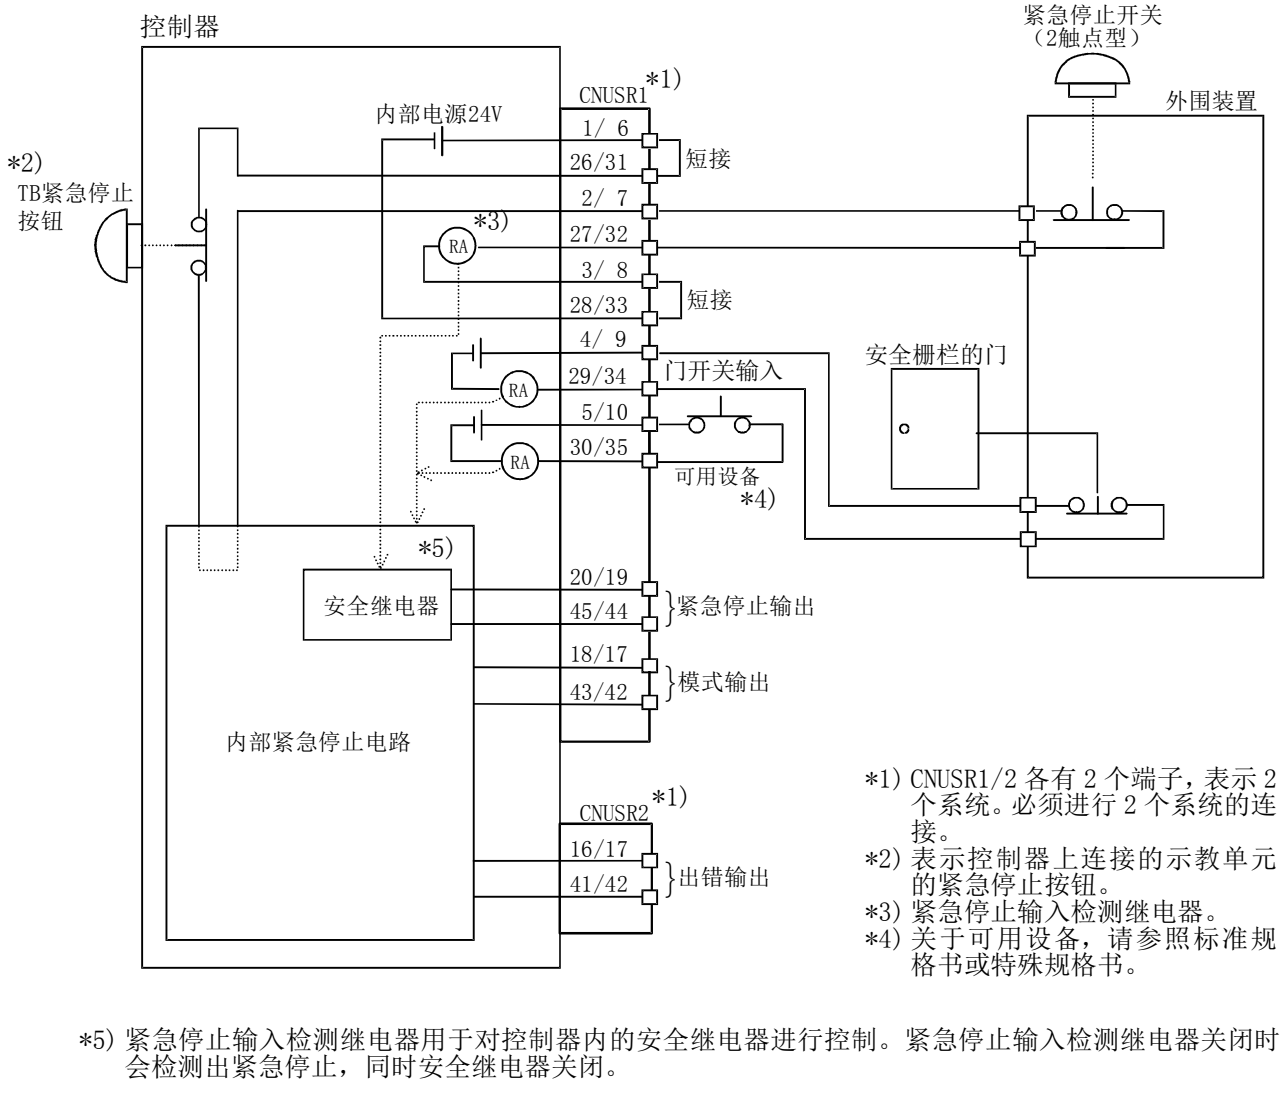 紧急停止开关
（2触点型）
控制器
*1)
CNUSR1
外围装置
内部电源24V
1/ 6
26/31
短接
*2)
TB紧急停止
按钮
2/ 7
*3)
27/32
RA
3/ 8
28/33
短接
4/ 9
安全栅栏的门
29/34
门开关输入
RA
5/10
30/35
RA
可用设备
*4)
*5)
20/19
安全继电器
45/44
紧急停止输出
18/17
43/42
模式输出
内部紧急停止电路
*1)
CNUSR2
16/17
41/42
出错输出
*1) CNUSR1/2 各有 2 个端子，表示 2
个系统。必须进行 2 个系统的连
接。
*2) 表示控制器上连接的示教单元
的紧急停止按钮。
*3) 紧急停止输入检测继电器。
*4) 关于可用设备，请参照标准规
格书或特殊规格书。
*5) 紧急停止输入检测继电器用于对控制器内的安全继电器进行控制。紧急停止输入检测继电器关闭时
会检测出紧急停止，同时安全继电器关闭。